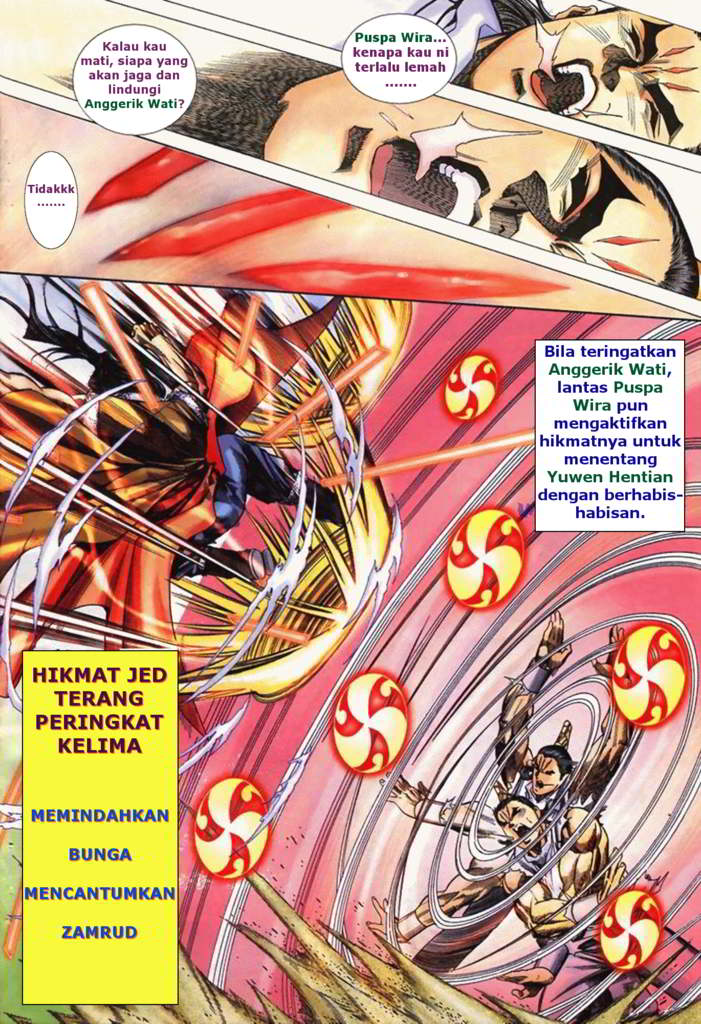 Kalau kau
mati, siapa yang
akan jaga dan
lindungi
Anggerik Wati?
Puspa Wira...
kenapa kau ni
terlalu lemah
.......
Tidakkk
.......
Bila teringatkan
Anggerik Wati,
lantas Puspa
Wira pun
mengaktifkan
hikmatnya untuk
menentang
Yuwen Hentian
dengan berhabis-
habisan.
HIKMAT JED
TERANG
PERINGKAT
KELIMA
MEMINDAHKAN
BUNGA
MENCANTUMKAN
ZAMRUD